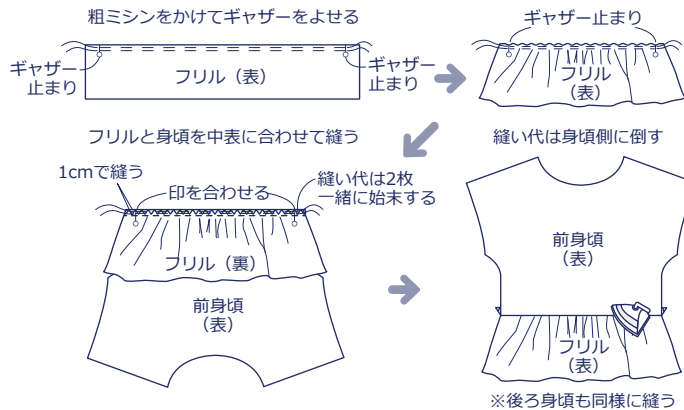 粗ミシンをかけてギャザーをよせる
ギャザー
止まり
フリル（表）
ギャザー
止まり
ギャザー止まり
フリル
（表）
フリルと身頃を中表に合わせて縫う
1cmで縫う
印を合わせる
縫い代は2枚
一緒に始末する
フリル（裏）
前身頃
（表）
縫い代は身頃側に倒す
前身頃
（表）
フリル
（表）
※後ろ身頃も同様に縫う